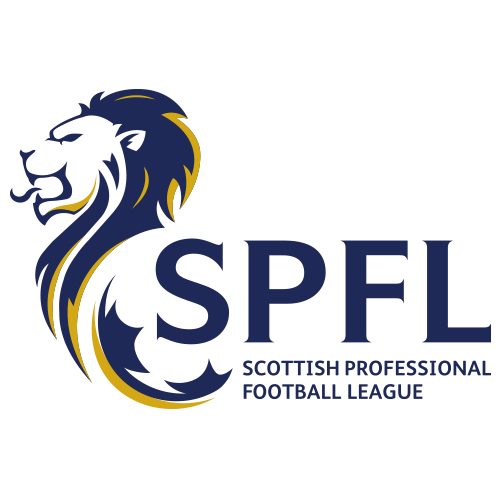 SPFL
SCOTTISH PROFESSIONAL
FOOTBALL LEAGUE